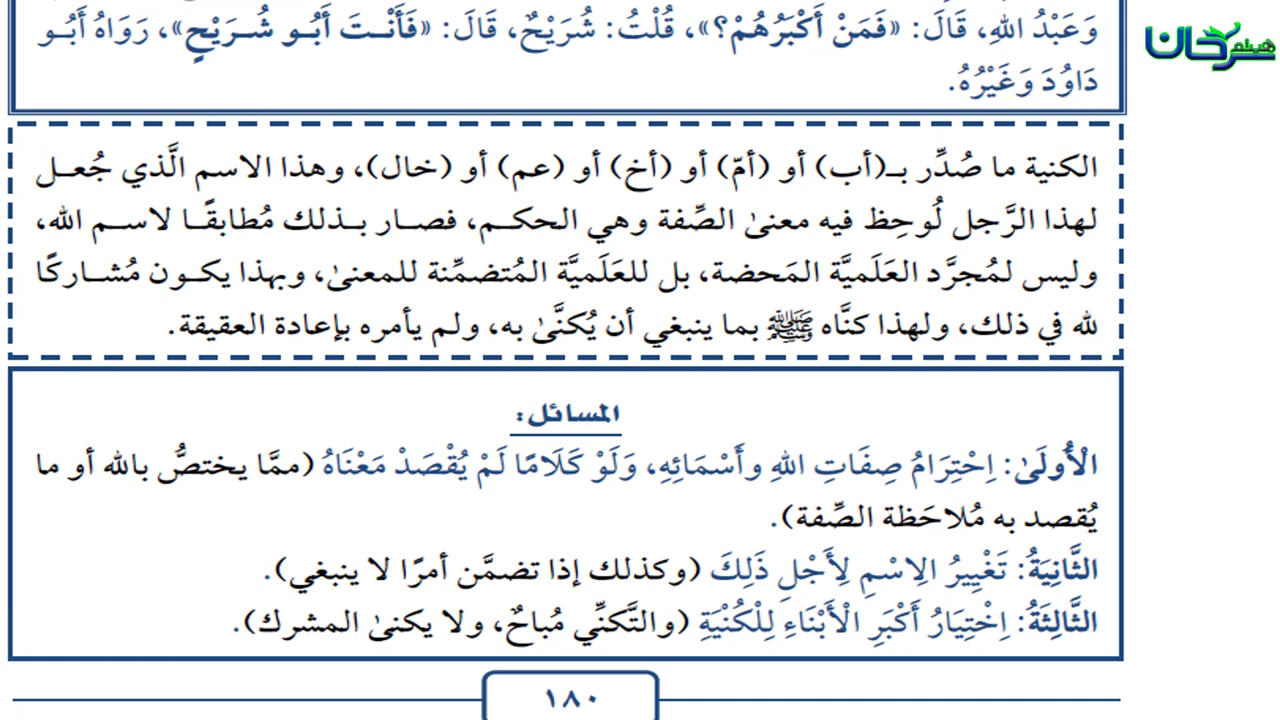 وَعَبْدُ اللهِ، قَالَ: «فَمَنْ أَكْبَرُهُمْ؟»، قُلْتُ: شُرَيْحٌ، قَالَ: «فَأَنْتَ أَبُو شُرَيْحٍ»، رَوَاهُ أَبُو
دَاوُدَ وَغَيْرُهُ.
هيثم
سرحان
الكنية ما صُدِّر بـ(أب) أو (أمّ) أو (أخ) أو (عم) أو (خال)، وهذا الاسم الَّذي جُعل
لهذا الرَّجل لُوحِظ فيه معنىٰ الصِّفة وهي الحكم، فصار بذلك مُطابقًا لاسم الله،
وليس لمُجرَّد العَلَميَّة المَحضة، بل للعَلَميَّة المُتضمِّنة للمعنىٰ، وبهذا يكون مُشاركًا
لله في ذلك، ولهذا كنَّاه ﷺ بما ينبغي أن يُكنَّىٰ به، ولم يأمره بإعادة العقيقة.
المسائل:
الْأُولَىٰ: اِحْتِرَامُ صِفَاتِ اللهِ وأَسْمَائِهِ، وَلَوْ كَلَامًا لَمْ يُقْصَدْ مَعْنَاهُ (ممَّا يختصُّ بالله أو ما
يُقصد به مُلاحَظة الصِّفة).
الثَّانِيَةُ: تَغْيِيرُ الِاسْمِ لِأَجْلِ ذَلِكَ (وكذلك إذا تضمَّن أمرًا لا ينبغي).
الثَّالِثَةُ: اِخْتِيَارُ أَكْبَرِ الْأَبْنَاءِ لِلْكُنْيَةِ (والتَّكنِّي مُباحٌ، ولا يكنىٰ المشرك).
١٨٠